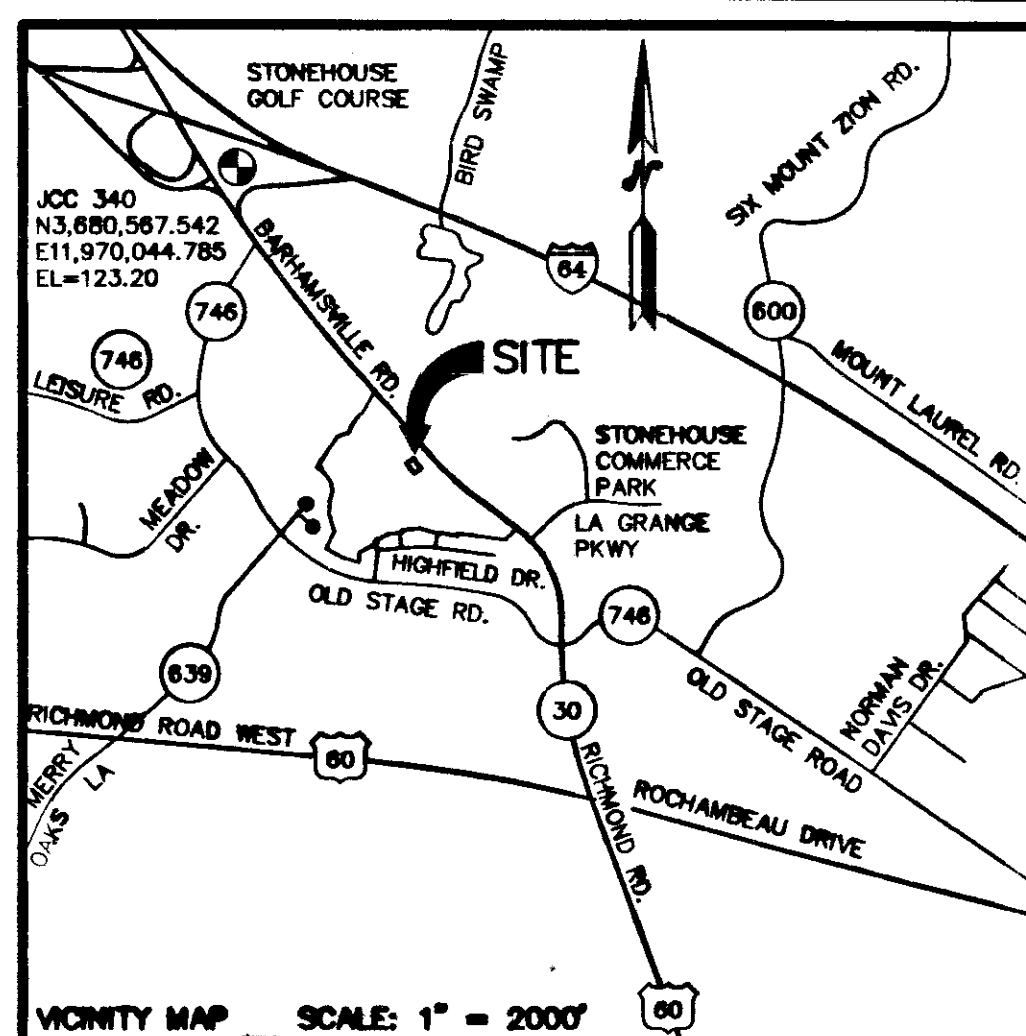 STONEHOUSE
GOLF COURSE
BIRD SWAMP
SIX MOUNT ZION RD.
N
JCC 340
N3,680,567.542
E11,970,044.785
EL=123.20
BARHAMSVILLE RD.
64
746
600
746
LEISURE RD.
SITE
MOUNT LAUREL RD.
STONEHOUSE
COMMERCE
PARK
MEADOW
DR.
LA GRANGE
PKWY
HIGHFIELD DR.
OLD STAGE RD.
746
639
OLD STAGE ROAD
NORMAN
DAVIS DR.
30
RICHMOND ROAD WEST
60
MERRY
OAKS LA
RICHMOND RD.
ROCHAMBEAU DRIVE
60
VICINITY MAP SCALE: 1" = 2000'